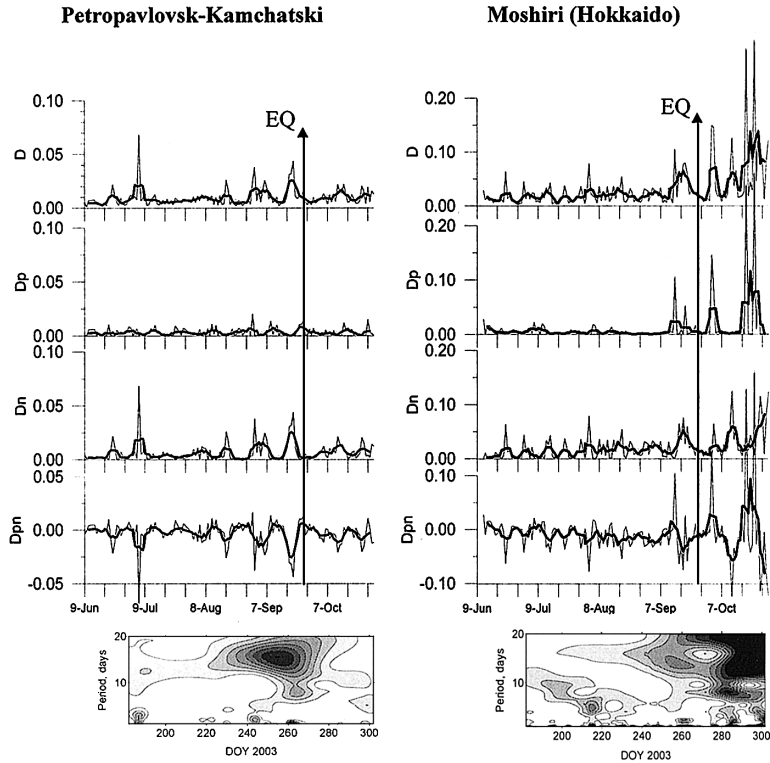 Petropavlovsk-Kamchatski
Moshiri (Hokkaido)
0.10
0.05
0.00
D
EQ
0.10
0.05
0.00
Dp
0.10
0.05
0.00
Dn
0.05
0.00
-0.05
Dpn
9-Jun 9-Jul 8-Aug 7-Sep 7-Oct
20
10
Period, days
200 220 240 260 280 300
DOY 2003
0.20
0.10
0.00
D
EQ
0.20
0.10
0.00
Dp
0.20
0.10
0.00
Dn
0.10
0.00
-0.10
Dpn
9-Jun 9-Jul 8-Aug 7-Sep 7-Oct
20
10
Period, days
200 220 240 260 280 300
DOY 2003